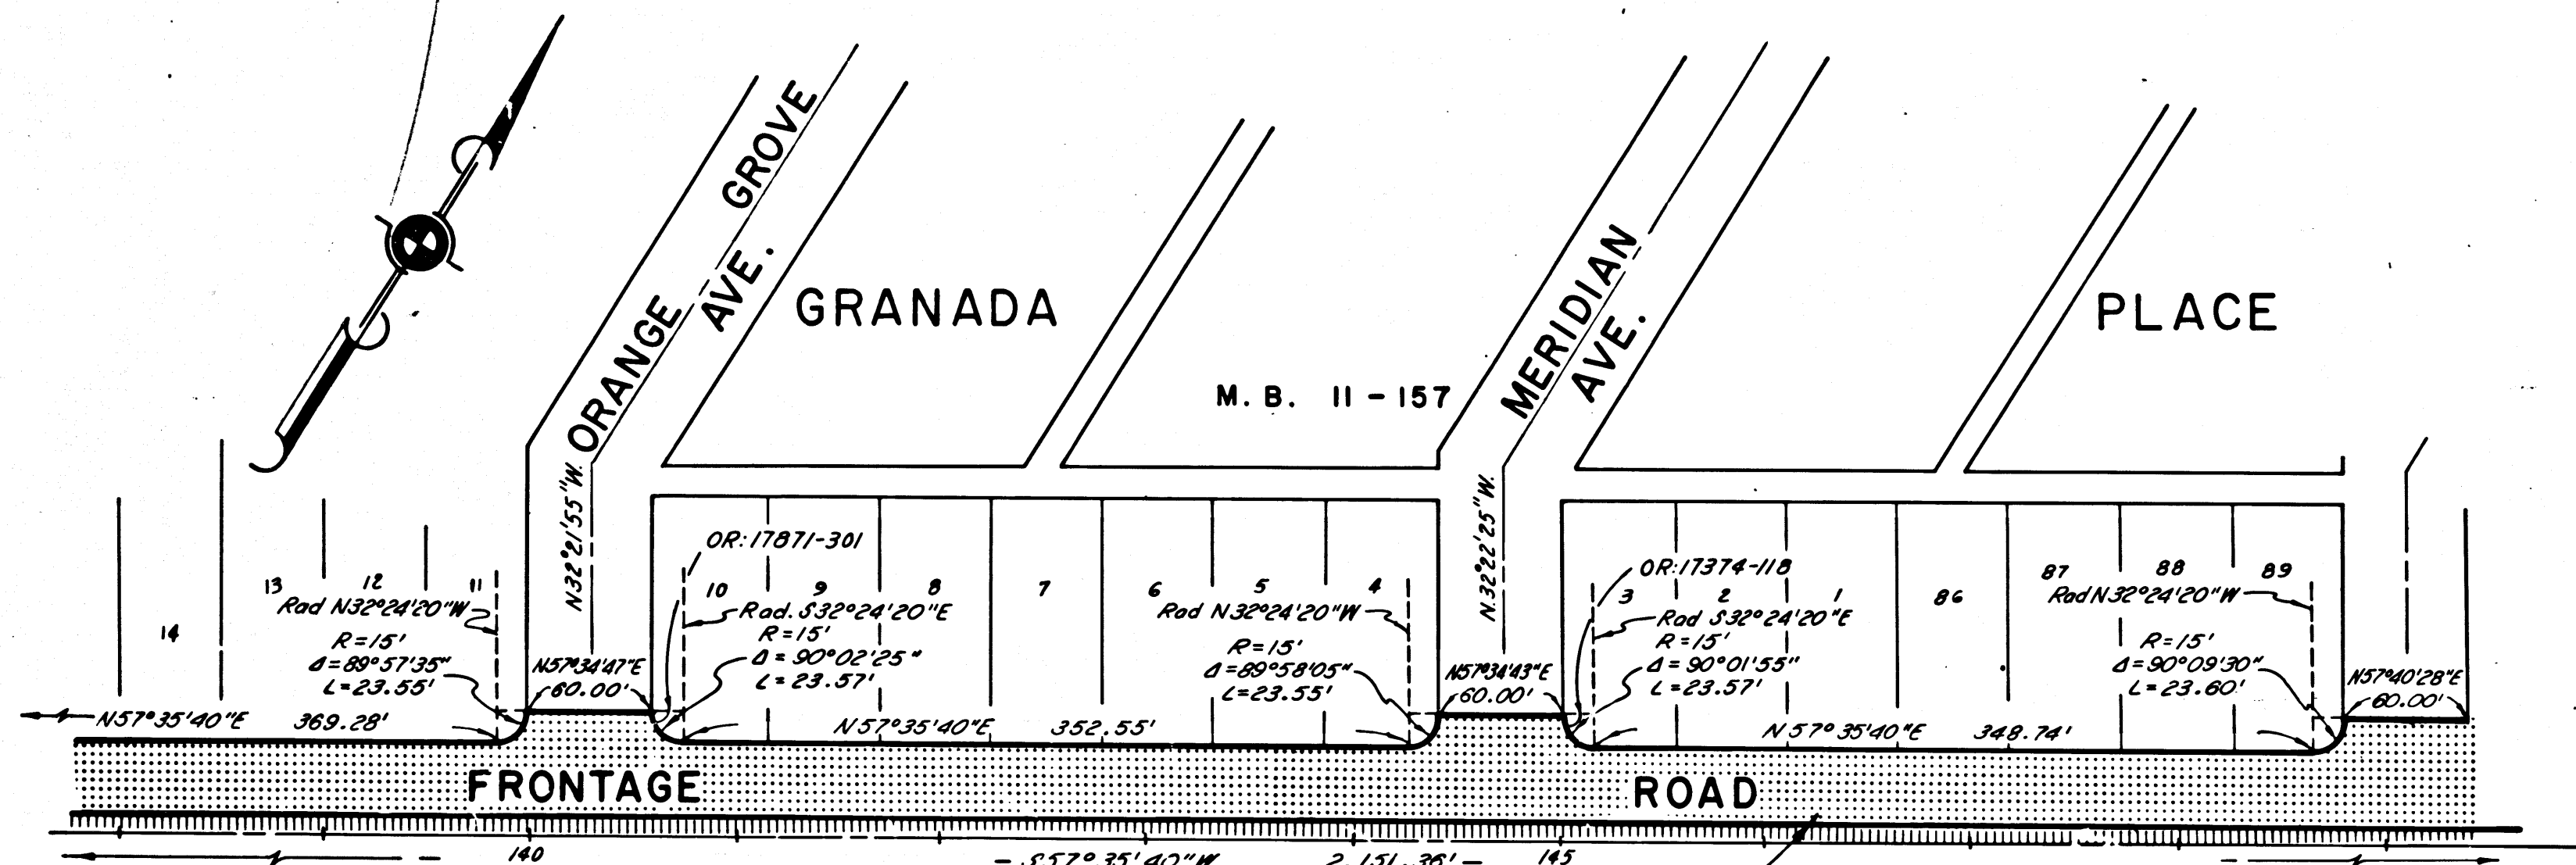 ORANGE GROVE
AVE.
GRANADA
MERIDIAN
AVE.
PLACE
M. B. 11 - 157
N32°21'55"W.
N.32°22'25"W.
OR: 17871-301
OR: 17374-118
14
13
12
11
Rad N32°24'20"W
R=15'
Δ=89°57'35"
L=23.55'
N57°34'47"E
60.00'
10
9
8
7
6
5
4
Rad. S32°24'20"E
R=15'
Δ=90°02'25"
L=23.57'
Rad N32°24'20"W
R=15'
Δ=89°58'05"
L=23.55'
N57°34'43"E
60.00'
3
2
1
86
87
88
89
Rad S32°24'20"E
R=15'
Δ=90°01'55"
L=23.57'
Rad N32°24'20"W
R=15'
Δ=90°09'30"
L=23.60'
N57°40'28"E
60.00'
N57°35'40"E 369.28'
N57°35'40"E 352.55'
N57°35'40"E 348.74'
FRONTAGE ROAD
140
- S57°35'40"W 2,151.36' -
145